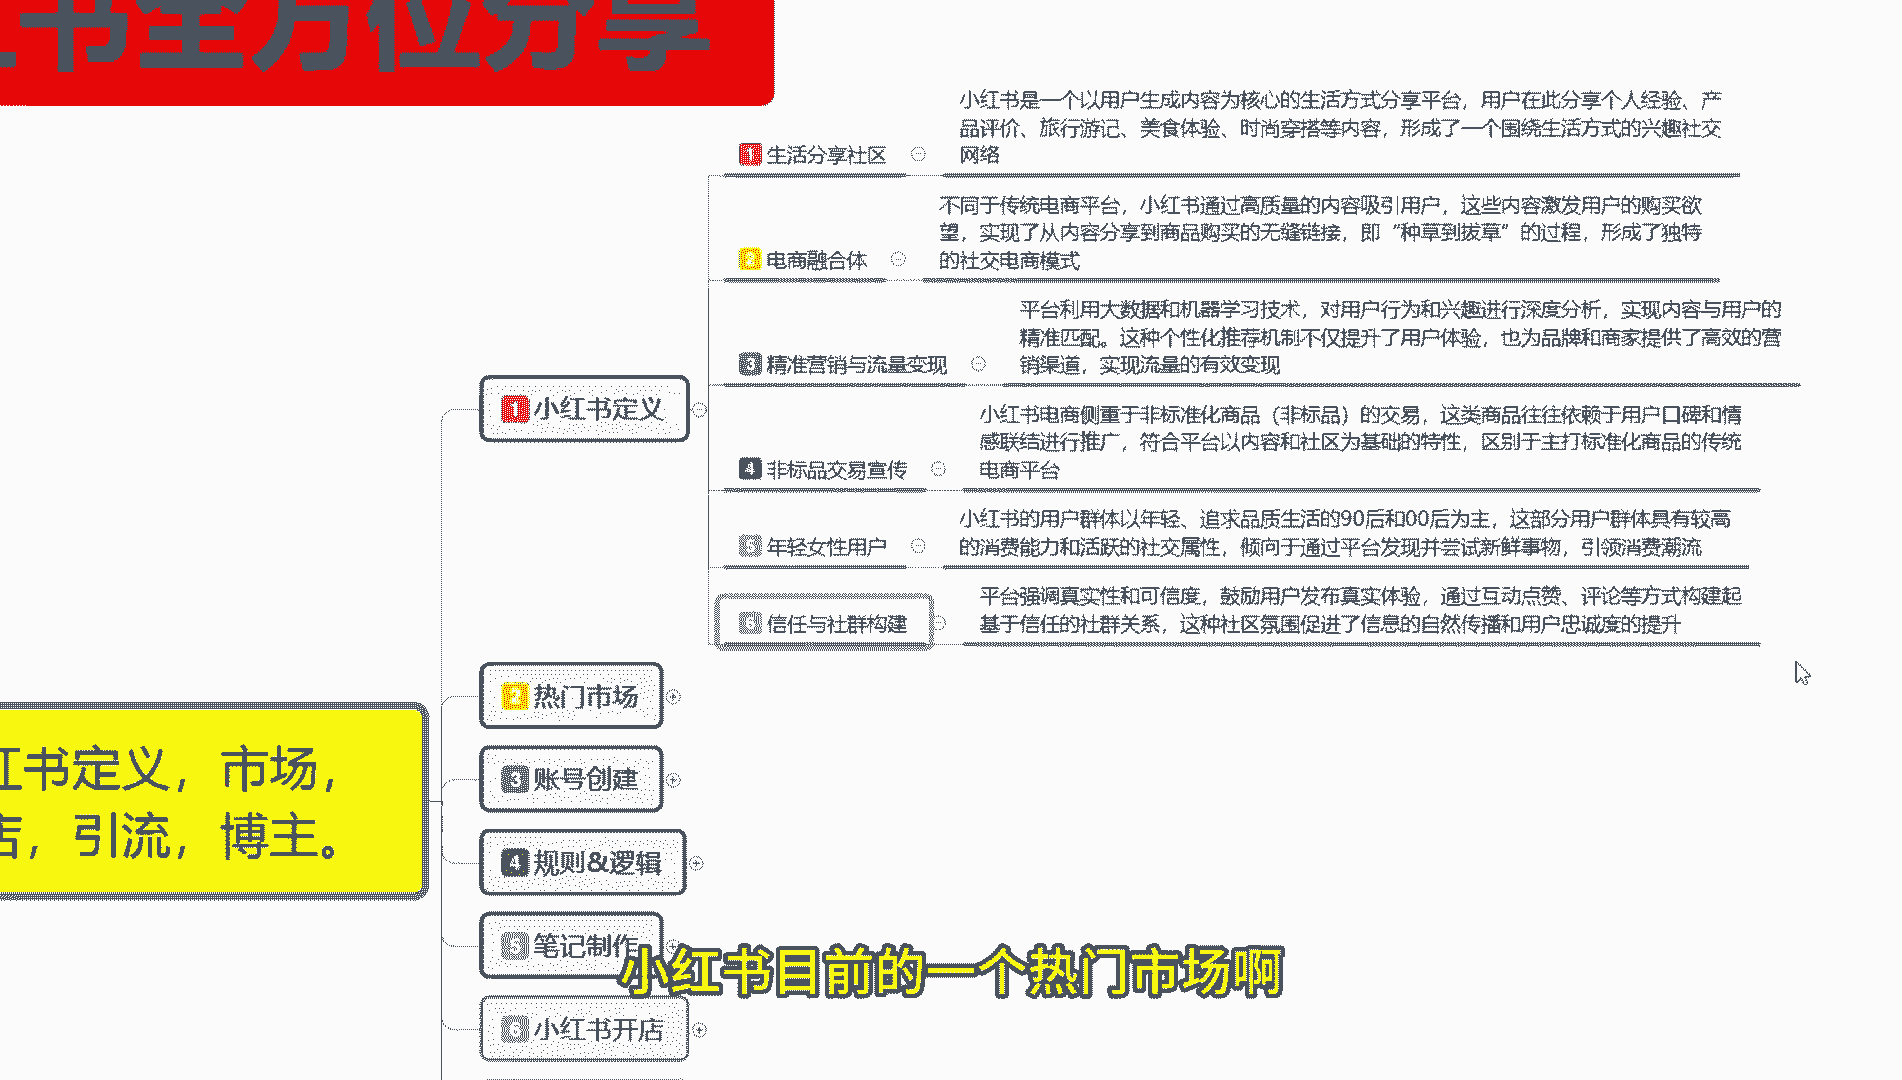 书全方位分享
小红书是一个以用户生成内容为核心的生活方式分享平台，用户在此分享个人经验、产
品评价、旅行游记、美食体验、时尚穿搭等内容，形成了一个围绕生活方式的兴趣社交
网络
1 生活分享社区
不同于传统电商平台，小红书通过高质量的内容吸引用户，这些内容激发用户的购买欲
望，实现了从内容分享到商品购买的无缝链接，即“种草到拔草”的过程，形成了独特
的社交电商模式
2 电商融合体
平台利用大数据和机器学习技术，对用户行为和兴趣进行深度分析，实现内容与用户的
精准匹配。这种个性化推荐机制不仅提升了用户体验，也为品牌和商家提供了高效的营
销渠道，实现流量的有效变现
3 精准营销与流量变现
1 小红书定义
小红书电商侧重于非标准化商品（非标品）的交易，这类商品往往依赖于用户口碑和情
感联结进行推广，符合平台以内容和社区为基础的特性，区别于主打标准化商品的传统
电商平台
4 非标品交易宣传
小红书的用户群体以年轻、追求品质生活的90后和00后为主，这部分用户群体具有较高
的消费能力和活跃的社交属性，倾向于通过平台发现并尝试新鲜事物，引领消费潮流
5 年轻女性用户
平台强调真实性和可信度，鼓励用户发布真实体验，通过互动点赞、评论等方式构建起
基于信任的社群关系，这种社区氛围促进了信息的自然传播和用户忠诚度的提升
6 信任与社群构建
2 热门市场
红书定义，市场，
店，引流，博主。
3 账号创建
4 规则&逻辑
5 笔记制作
小红书目前的一个热门市场啊
6 小红书开店